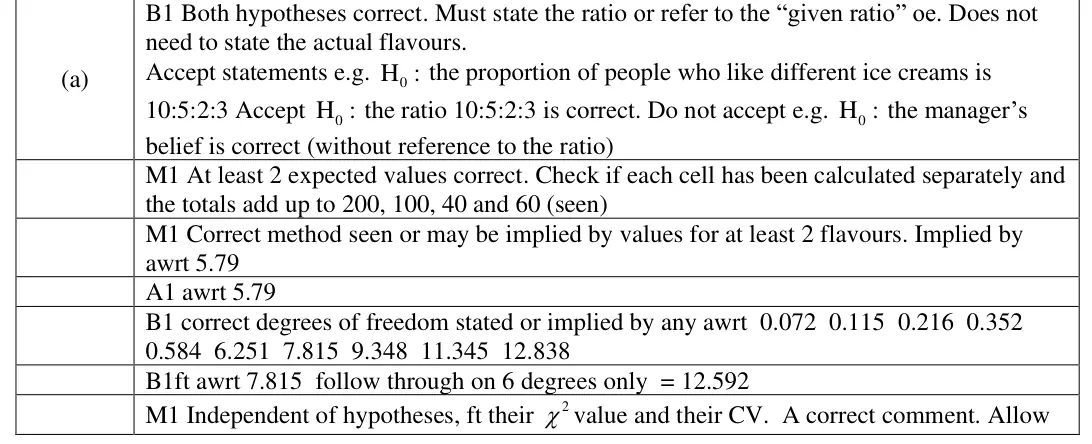 B1 Both hypotheses correct. Must state the ratio or refer to the “given ratio” oe. Does not
need to state the actual flavours.
(a)
Accept statements e.g. H₀ : the proportion of people who like different ice creams is
10:5:2:3 Accept H₀ : the ratio 10:5:2:3 is correct. Do not accept e.g. H₀ : the manager’s
belief is correct (without reference to the ratio)
M1 At least 2 expected values correct. Check if each cell has been calculated separately and
the totals add up to 200, 100, 40 and 60 (seen)
M1 Correct method seen or may be implied by values for at least 2 flavours. Implied by
awrt 5.79
A1 awrt 5.79
B1 correct degrees of freedom stated or implied by any awrt 0.072 0.115 0.216 0.352
0.584 6.251 7.815 9.348 11.345 12.838
B1ft awrt 7.815 follow through on 6 degrees only = 12.592
M1 Independent of hypotheses, ft their χ² value and their CV. A correct comment. Allow